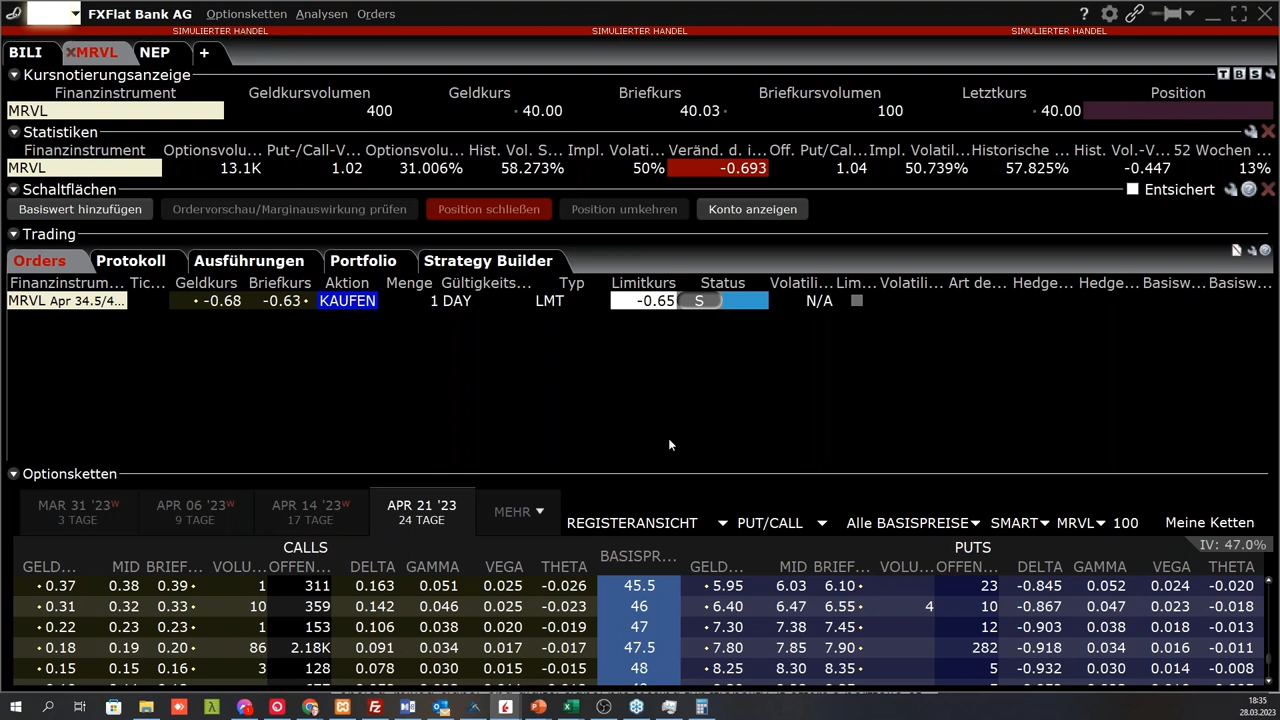 FXFlat Bank AG Optionsketten Analysen Orders ?
SIMULIERTER HANDEL SIMULIERTER HANDEL SIMULIERTER HANDEL
BILI MRVL NEP +
Kursnotierungsanzeige T B S
Finanzinstrument Geldkursvolumen Geldkurs Briefkurs Briefkursvolumen Letztkurs Position
MRVL 400 · 40.00 40.03 · 100 · 40.00
Statistiken
Finanzinstrument Optionsvolu... Put-/Call-V... Optionsvolu... Hist. Vol. S... Impl. Volati... Veränd. d. i... Off. Put/Cal... Impl. Volatil... Historische ... Hist. Vol.-V... 52 Wochen ...
MRVL 13.1K 1.02 31.006% 58.273% 50% -0.693 1.04 50.739% 57.825% -0.447 13%
Schaltflächen Entsichert
Basiswert hinzufügen Ordervorschau/Marginauswirkung prüfen Position schließen Position umkehren Konto anzeigen
Trading
Orders Protokoll Ausführungen Portfolio Strategy Builder
Finanzinstrum... Tic... Geldkurs Briefkurs Aktion Menge Gültigkeits... Typ Limitkurs Status Volatili... Lim... Volatili... Art de... Hedge... Hedge... Basisw... Basisw...
MRVL Apr 34.5/4... -0.68 -0.63 KAUFEN 1 DAY LMT -0.65 S N/A
Optionsketten
MAR 31 '23W APR 06 '23W APR 14 '23W APR 21 '23 MEHR
3 TAGE 9 TAGE 17 TAGE 24 TAGE
REGISTERANSICHT PUT/CALL Alle BASISPREISE SMART MRVL 100 Meine Ketten
CALLS PUTS IV: 47.0%
GELD... MID BRIEF... VOLU... OFFEN... DELTA GAMMA VEGA THETA BASISPR... GELD... MID BRIEF... VOLU... OFFEN... DELTA GAMMA VEGA THETA
0.37 0.38 0.39 1 311 0.163 0.051 0.025 -0.026 45.5 5.95 6.03 6.10 23 -0.845 0.052 0.024 -0.020
0.31 0.32 0.33 10 359 0.142 0.046 0.025 -0.023 46 6.40 6.47 6.55 4 10 -0.867 0.047 0.023 -0.018
0.22 0.23 0.23 1 153 0.106 0.038 0.020 -0.019 47 7.30 7.38 7.45 12 -0.903 0.038 0.018 -0.013
0.18 0.19 0.20 86 2.18K 0.091 0.034 0.017 -0.017 47.5 7.80 7.85 7.90 282 -0.918 0.034 0.016 -0.011
0.15 0.15 0.16 3 128 0.078 0.030 0.015 -0.015 48 8.25 8.30 8.35 5 -0.932 0.030 0.014 -0.008
18:35
28.03.2023